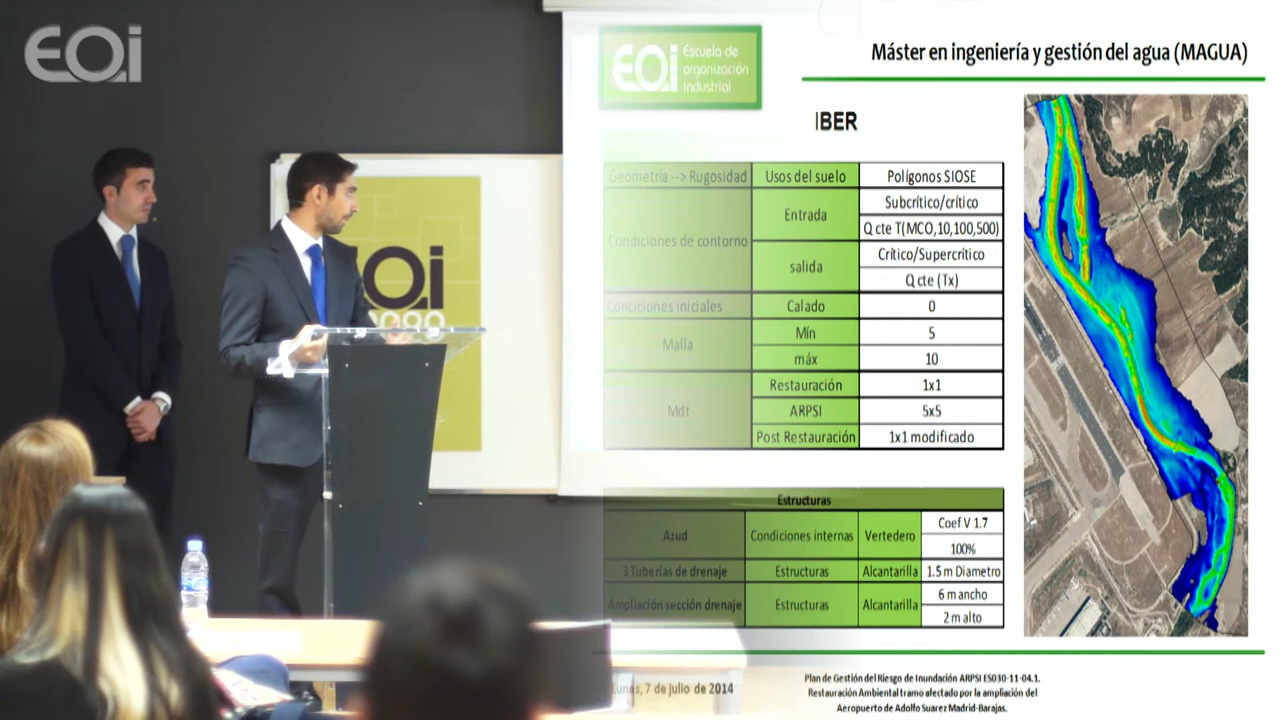 EOi
EOi
Escuela de
organización
industrial
Máster en ingeniería y gestión del agua (MAGUA)
IBER
Geometría --> Rugosidad Usos del suelo Polígonos SIOSE
Condiciones de contorno Entrada Subcrítico/crítico
Q cte T(MCO,10,100,500)
salida Crítico/Supercrítico
Q cte (Tx)
Condiciones iniciales Calado 0
Malla Mín 5
máx 10
Mdt Restauración 1x1
ARPSI 5x5
Post Restauración 1x1 modificado
Estructuras
Azud Condiciones internas Vertedero Coef V 1.7
100%
3 Tuberías de drenaje Estructuras Alcantarilla 1.5 m Diametro
Ampliación sección drenaje Estructuras Alcantarilla 6 m ancho
2 m alto
Lunes, 7 de julio de 2014
Plan de Gestión del Riesgo de Inundación ARPSI ES030-11-04.1.
Restauración Ambiental tramo afectado por la ampliación del
Aeropuerto de Adolfo Suarez Madrid-Barajas.